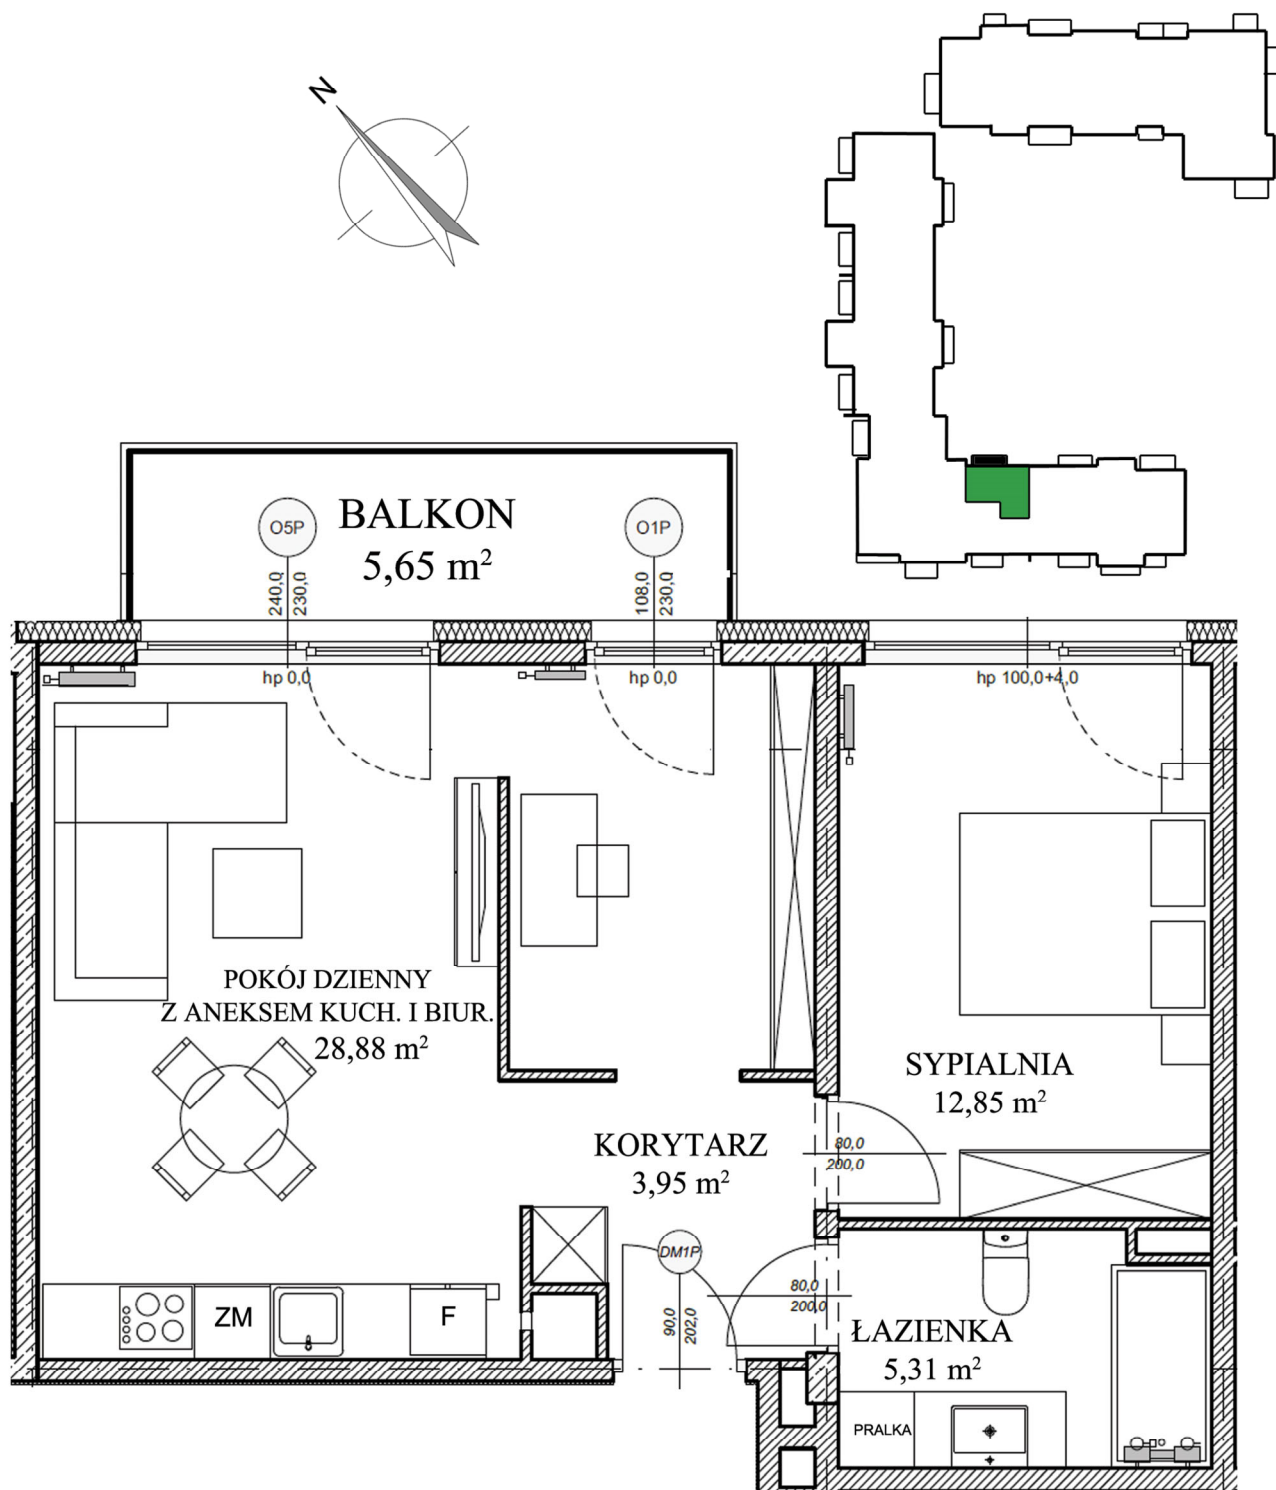 N
BALKON
5,65 m²
O5P
240,0
230,0
O1P
108,0
230,0
hp 0,0
hp 0,0
hp 100,0+4,0
POKÓJ DZIENNY
Z ANEKSEM KUCH. I BIUR.
28,88 m²
SYPIALNIA
12,85 m²
KORYTARZ
3,95 m²
80,0
200,0
DM1P
90,0
202,0
80,0
200,0
ZM
F
ŁAZIENKA
5,31 m²
PRALKA